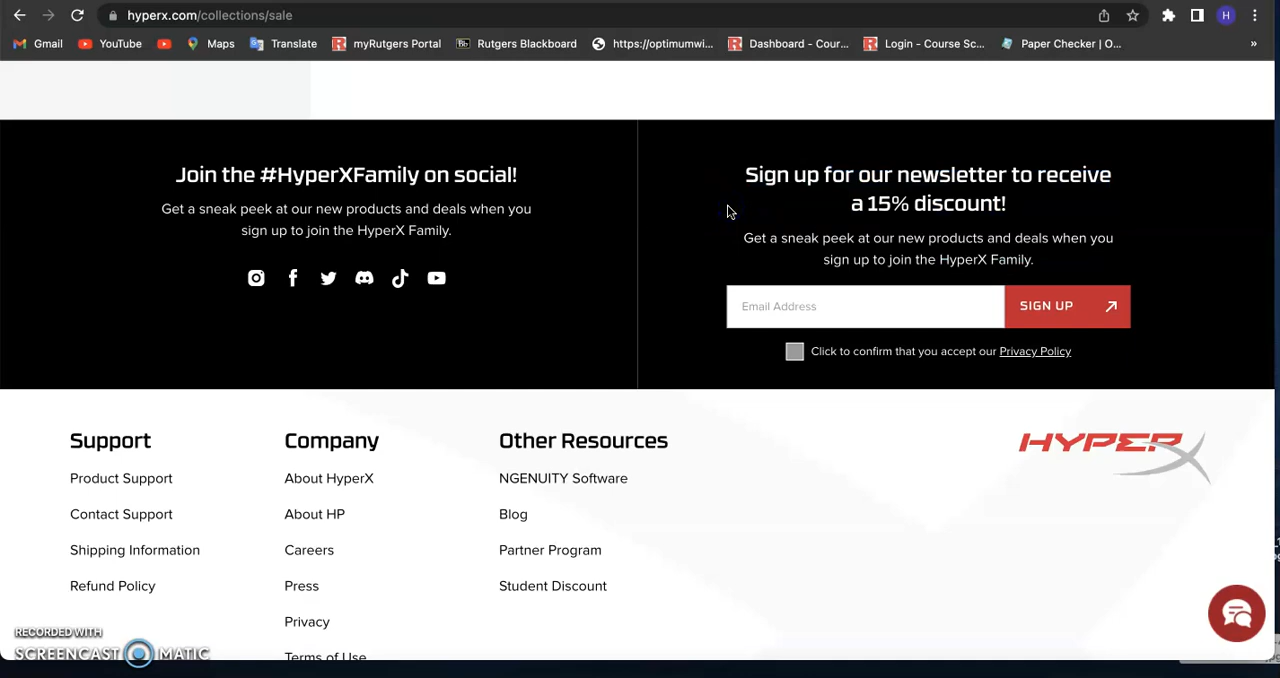 hyperx.com/collections/sale
H
Gmail
YouTube
Maps
Translate
myRutgers Portal
Rutgers Blackboard
https://optimumwi...
Dashboard - Cour...
Login - Course Sc...
Paper Checker | O...
»
Join the #HyperXFamily on social!
Get a sneak peek at our new products and deals when you
sign up to join the HyperX Family.
Sign up for our newsletter to receive
a 15% discount!
Get a sneak peek at our new products and deals when you
sign up to join the HyperX Family.
Email Address
SIGN UP
Click to confirm that you accept our Privacy Policy
Support
Product Support
Contact Support
Shipping Information
Refund Policy
Company
About HyperX
About HP
Careers
Press
Privacy
Terms of Use
Other Resources
NGENUITY Software
Blog
Partner Program
Student Discount
HYPERX
RECORDED WITH
SCREENCAST MATIC